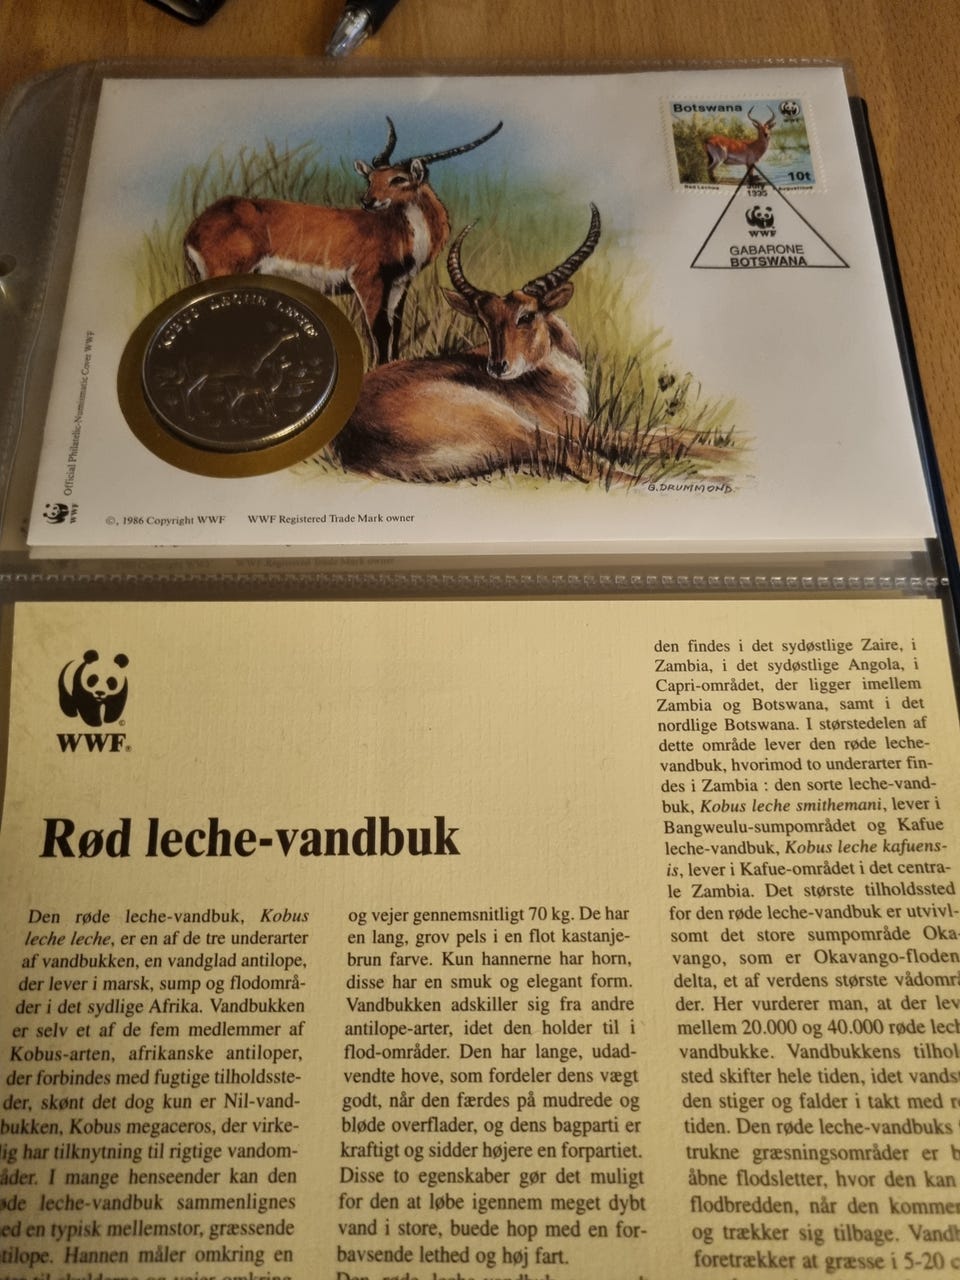 Botswana
WWF
10t
Red Lechwe
1995
WWF
GABARONE
BOTSWANA
KOBUS LECHE LECHE
Official Philatelic-Numismatic Cover WWF
WWF
G. DRUMMOND.
©, 1986 Copyright WWF WWF Registered Trade Mark owner
©
WWF®
Rød leche-vandbuk
Den røde leche-vandbuk, Kobus
leche leche, er en af de tre underarter
af vandbukken, en vandglad antilope,
der lever i marsk, sump og flodområ-
der i det sydlige Afrika. Vandbukken
er selv et af de fem medlemmer af
Kobus-arten, afrikanske antiloper,
der forbindes med fugtige tilholdsste-
der, skønt det dog kun er Nil-vand-
bukken, Kobus megaceros, der virke-
lig har tilknytning til rigtige vandom-
råder. I mange henseender kan den
røde leche-vandbuk sammenlignes
med en typisk mellemstor, græssende
antilope. Hannen måler omkring en
og vejer gennemsnitligt 70 kg. De har
en lang, grov pels i en flot kastanje-
brun farve. Kun hannerne har horn,
disse har en smuk og elegant form.
Vandbukken adskiller sig fra andre
antilope-arter, idet den holder til i
flod-områder. Den har lange, udad-
vendte hove, som fordeler dens vægt
godt, når den færdes på mudrede og
bløde overflader, og dens bagparti er
kraftigt og sidder højere en forpartiet.
Disse to egenskaber gør det muligt
for den at løbe igennem meget dybt
vand i store, buede hop med en for-
bavsende lethed og høj fart.
den findes i det sydøstlige Zaire, i
Zambia, i det sydøstlige Angola, i
Capri-området, der ligger imellem
Zambia og Botswana, samt i det
nordlige Botswana. I størstedelen af
dette område lever den røde leche-
vandbuk, hvorimod to underarter fin-
des i Zambia : den sorte leche-vand-
buk, Kobus leche smithemani, lever i
Bangweulu-sumpområdet og Kafue
leche-vandbuk, Kobus leche kafuens-
is, lever i Kafue-området i det centra-
le Zambia. Det største tilholdssted
for den røde leche-vandbuk er utvivl-
somt det store sumpområde Oka-
vango, som er Okavango-floden
delta, et af verdens største vådområ
der. Her vurderer man, at der lev
mellem 20.000 og 40.000 røde lech
vandbukke. Vandbukkens tilhol
sted skifter hele tiden, idet vands
den stiger og falder i takt med r
tiden. Den røde leche-vandbuks
trukne græsningsområder er b
åbne flodsletter, hvor den kan
flodbredden, når den komme
og trækker sig tilbage. Vandb
foretrækker at græsse i 5-20 c